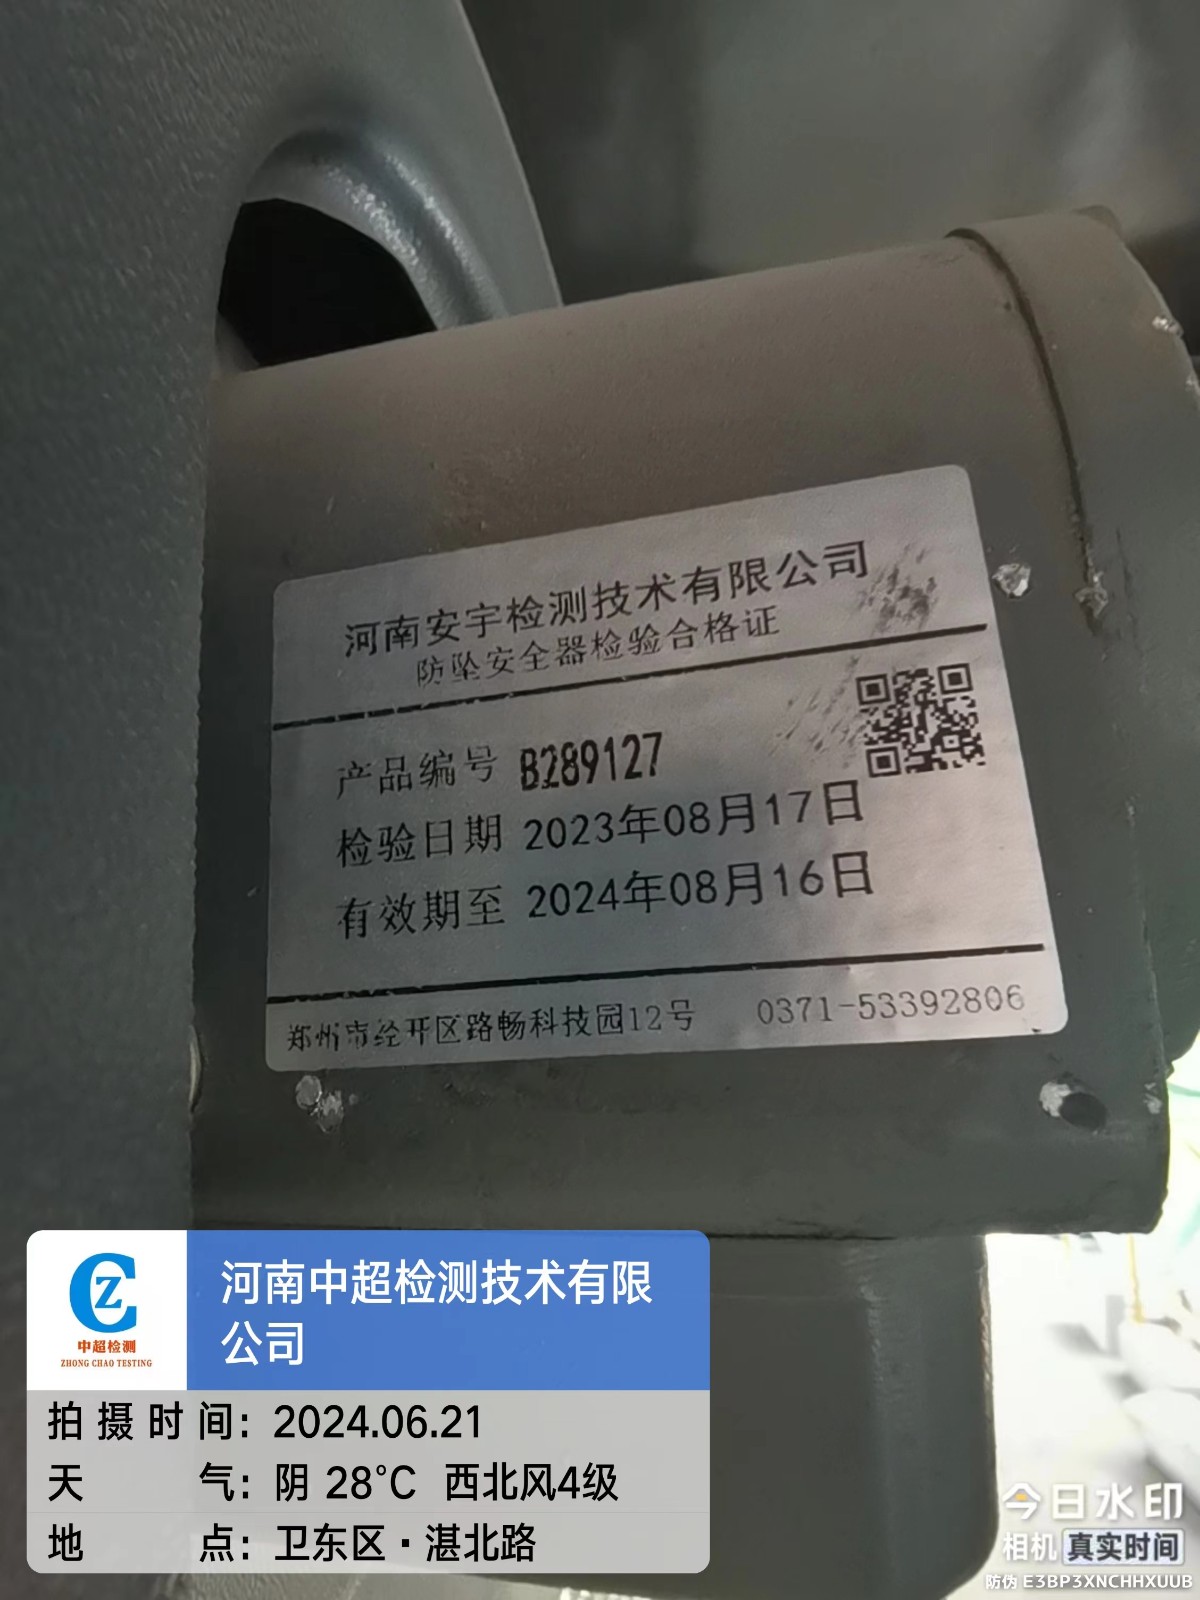 河南安宇检测技术有限公司
防坠安全器检验合格证
产品编号 B289127
检验日期 2023年08月17日
有效期至 2024年08月16日
郑州市经开区路畅科技园12号 0371-53392806
CZ
中超检测
ZHONG CHAO TESTING
河南中超检测技术有限
公司
拍摄时间: 2024.06.21
天气: 阴 28℃ 西北风4级
地点: 卫东区·湛北路
今日水印
相机 真实时间
防伪 E3BP3XNCHHXUUB